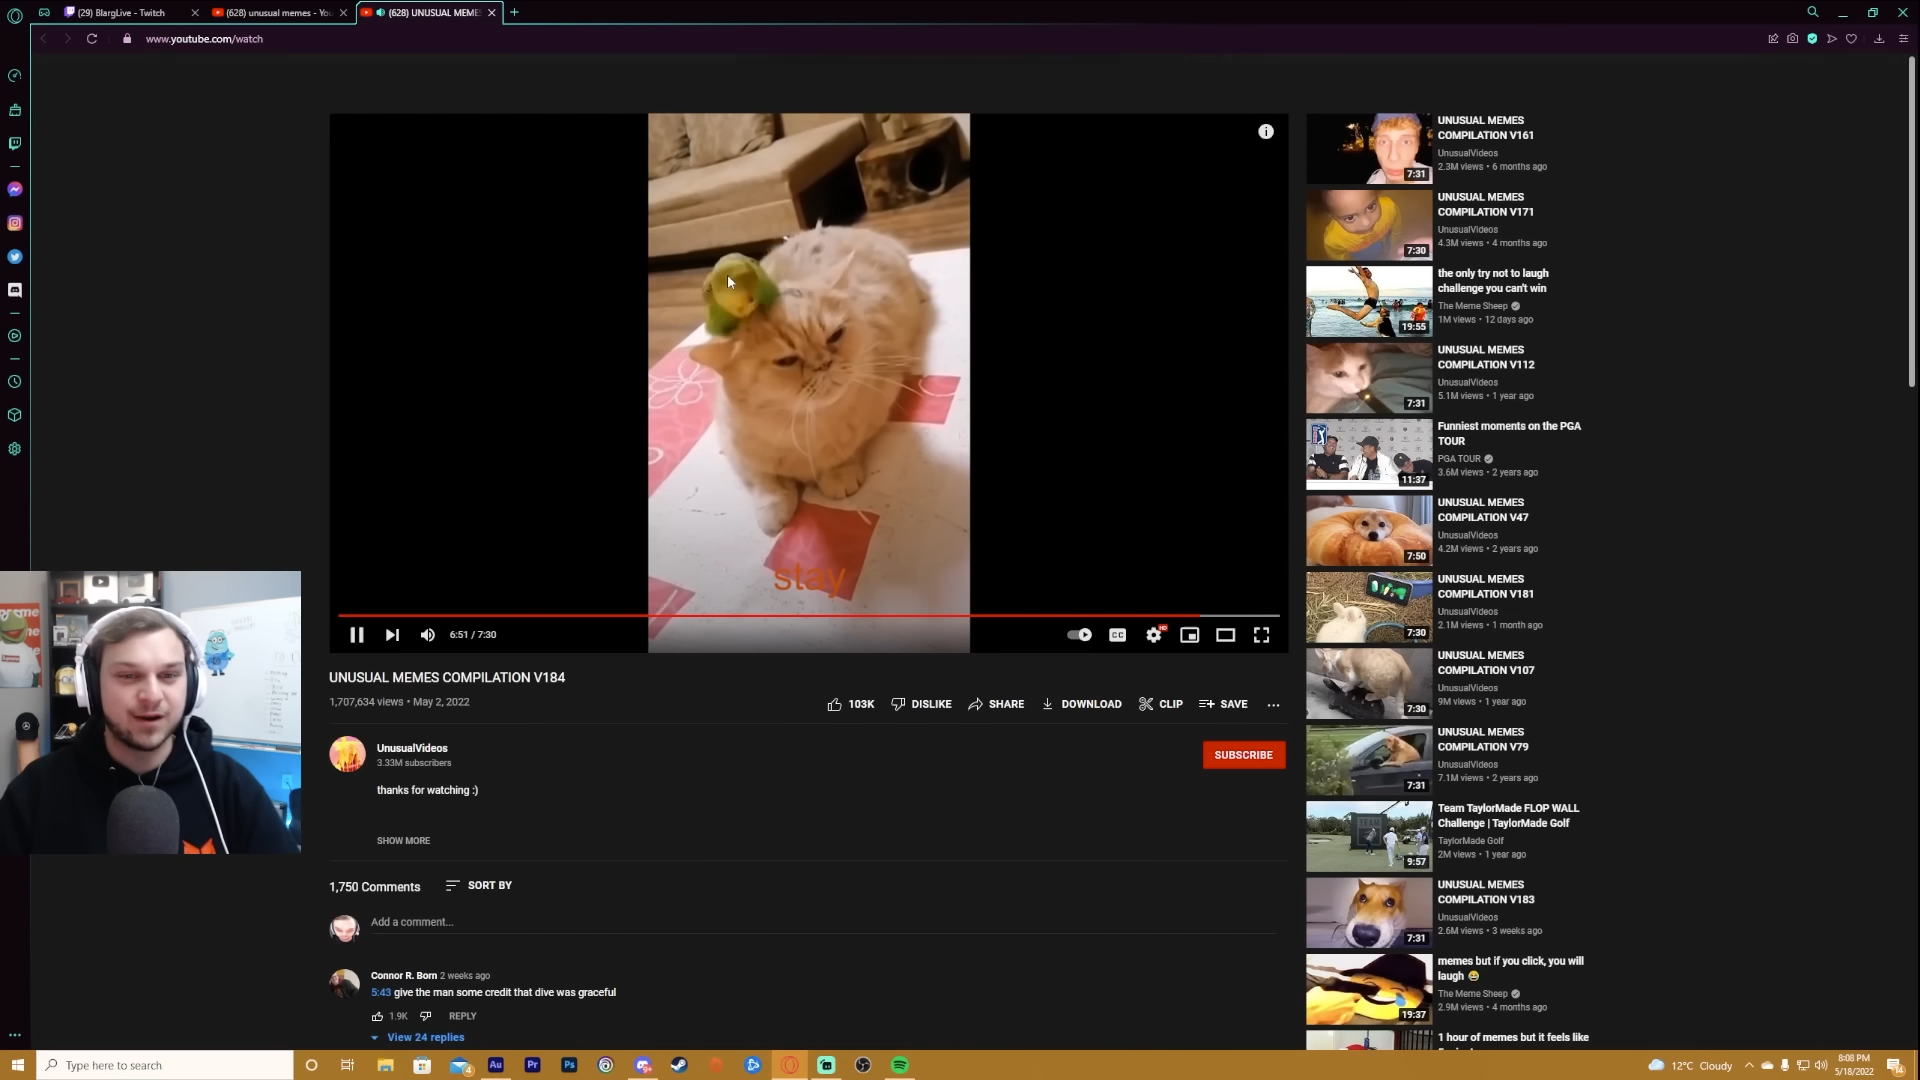 (29) BlargLive - Twitch
(628) unusual memes - You
(628) UNUSUAL MEME
www.youtube.com/watch
stay
6:51 / 7:30
CC
HD
UNUSUAL MEMES COMPILATION V184
1,707,634 views • May 2, 2022
103K
DISLIKE
SHARE
DOWNLOAD
CLIP
SAVE
UnusualVideos
3.33M subscribers
SUBSCRIBE
thanks for watching :)
SHOW MORE
1,750 Comments
SORT BY
Add a comment...
Connor R. Born 2 weeks ago
5:43 give the man some credit that dive was graceful
1.9K
REPLY
View 24 replies
UNUSUAL MEMES
COMPILATION V161
UnusualVideos
2.3M views • 6 months ago
7:31
UNUSUAL MEMES
COMPILATION V171
UnusualVideos
4.3M views • 4 months ago
7:30
the only try not to laugh
challenge you can't win
The Meme Sheep
1M views • 12 days ago
19:55
UNUSUAL MEMES
COMPILATION V112
UnusualVideos
5.1M views • 1 year ago
7:31
Funniest moments on the PGA
TOUR
PGA TOUR
3.6M views • 2 years ago
11:37
UNUSUAL MEMES
COMPILATION V47
UnusualVideos
4.2M views • 2 years ago
7:50
UNUSUAL MEMES
COMPILATION V181
UnusualVideos
2.1M views • 1 month ago
7:30
UNUSUAL MEMES
COMPILATION V107
UnusualVideos
9M views • 1 year ago
7:30
UNUSUAL MEMES
COMPILATION V79
UnusualVideos
7.1M views • 2 years ago
7:31
Team TaylorMade FLOP WALL
Challenge | TaylorMade Golf
TaylorMade Golf
2M views • 1 year ago
9:57
UNUSUAL MEMES
COMPILATION V183
UnusualVideos
2.6M views • 3 weeks ago
7:31
memes but if you click, you will
laugh 😂
The Meme Sheep
2.9M views • 4 months ago
19:37
1 hour of memes but it feels like
Type here to search
4
Au
Pr
Ps
12°C Cloudy
8:08 PM
5/18/2022
14